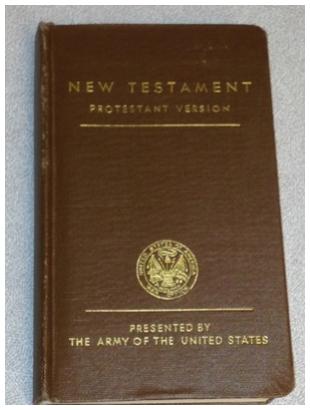 NEW TESTAMENT
PROTESTANT VERSION
PRESENTED BY
THE ARMY OF THE UNITED STATES